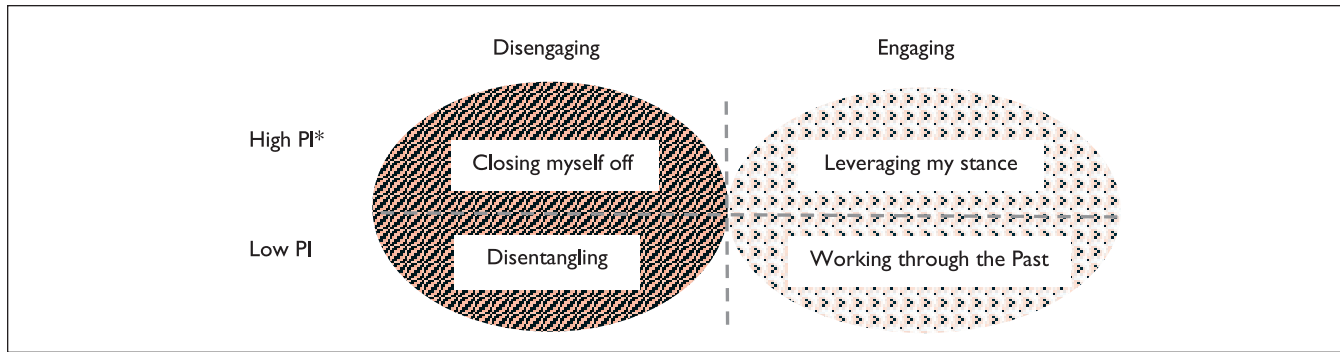 Disengaging Engaging
High PI*
Closing myself off Leveraging my stance
Low PI
Disentangling Working through the Past